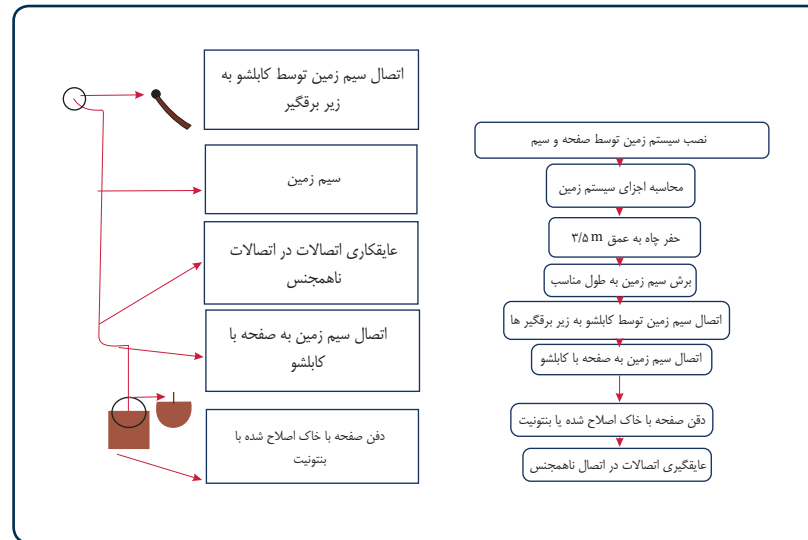 اتصال سیم زمین توسط کابلشو به
زیر برقگیر
سیم زمین
عایقکاری اتصالات در اتصالات
ناهمجنس
اتصال سیم زمین به صفحه با
کابلشو
دفن صفحه با خاک اصلاح شده با
بنتونیت
نصب سیستم زمین توسط صفحه و سیم
محاسبه اجزای سیستم زمین
حفر چاه به عمق ۳/۵ m
برش سیم زمین به طول مناسب
اتصال سیم زمین توسط کابلشو به زیر برقگیر ها
اتصال سیم زمین به صفحه با کابلشو
دقن صفحه با خاک اصلاح شده یا بنتونیت
عایقگیری اتصالات در اتصال ناهمجنس